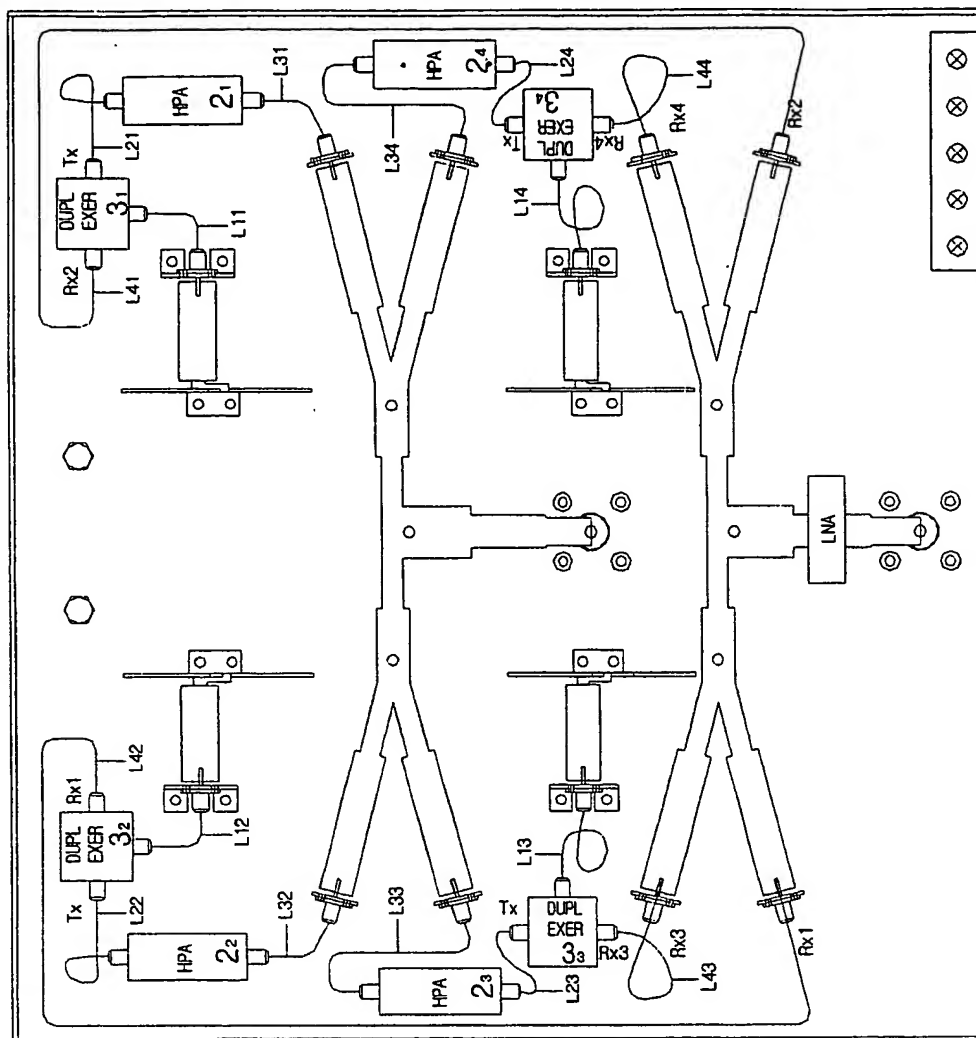 L31
HPA
2₁
Tx
L21
DUPL
EXER
3₁
L11
Rx2
L41
HPA
2₄
L24
L34
Tx
DUPL
EXER
3₄
Rx4
L14
L44
Rx4
Rx2
LNA
L42
Rx1
DUPL
EXER
3₂
L12
Tx
L22
HPA
2₂
L32
L33
HPA
2₃
L23
Tx
DUPL
EXER
3₃
Rx3
L13
Rx3
L43
Rx1